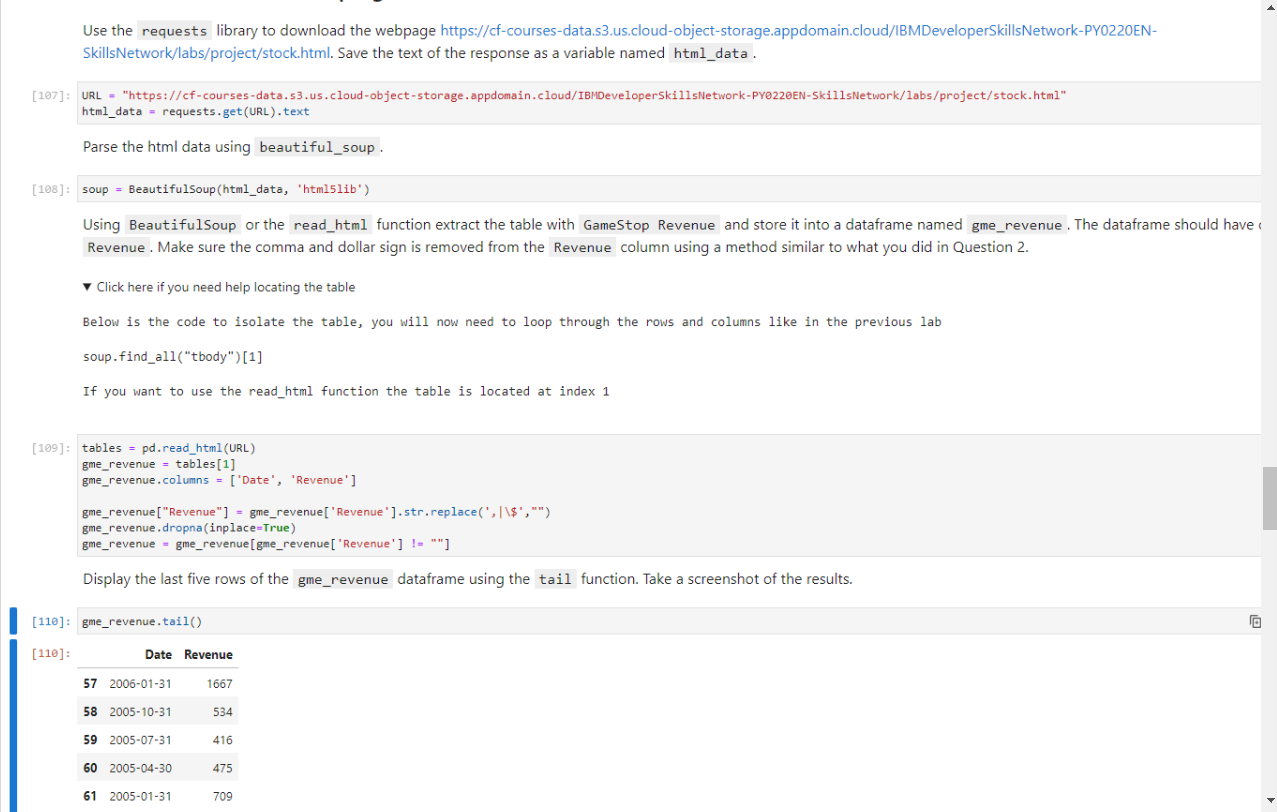 Use the requests library to download the webpage https://cf-courses-data.s3.us.cloud-object-storage.appdomain.cloud/IBMDeveloperSkillsNetwork-PY0220EN-
SkillsNetwork/labs/project/stock.html. Save the text of the response as a variable named html_data.
[107]: URL = "https://cf-courses-data.s3.us.cloud-object-storage.appdomain.cloud/IBMDeveloperSkillsNetwork-PY0220EN-SkillsNetwork/labs/project/stock.html"
html_data = requests.get(URL).text
Parse the html data using beautiful_soup.
[108]: soup = BeautifulSoup(html_data, 'html5lib')
Using BeautifulSoup or the read_html function extract the table with GameStop Revenue and store it into a dataframe named gme_revenue. The dataframe should have
Revenue. Make sure the comma and dollar sign is removed from the Revenue column using a method similar to what you did in Question 2.
▼ Click here if you need help locating the table
Below is the code to isolate the table, you will now need to loop through the rows and columns like in the previous lab
soup.find_all("tbody")[1]
If you want to use the read_html function the table is located at index 1
[109]: tables = pd.read_html(URL)
gme_revenue = tables[1]
gme_revenue.columns = ['Date', 'Revenue']
gme_revenue["Revenue"] = gme_revenue['Revenue'].str.replace(',|\$',"")
gme_revenue.dropna(inplace=True)
gme_revenue = gme_revenue[gme_revenue['Revenue'] != ""]
Display the last five rows of the gme_revenue dataframe using the tail function. Take a screenshot of the results.
[110]: gme_revenue.tail()
[110]: Date Revenue
57 2006-01-31 1667
58 2005-10-31 534
59 2005-07-31 416
60 2005-04-30 475
61 2005-01-31 709